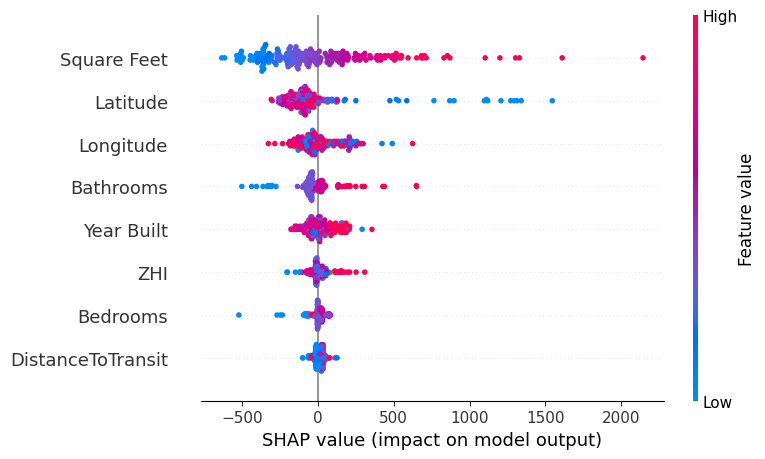 High
Square Feet
Latitude
Longitude
Bathrooms
Year Built
ZHI
Bedrooms
DistanceToTransit
Feature value
Low
−500 0 500 1000 1500 2000
SHAP value (impact on model output)